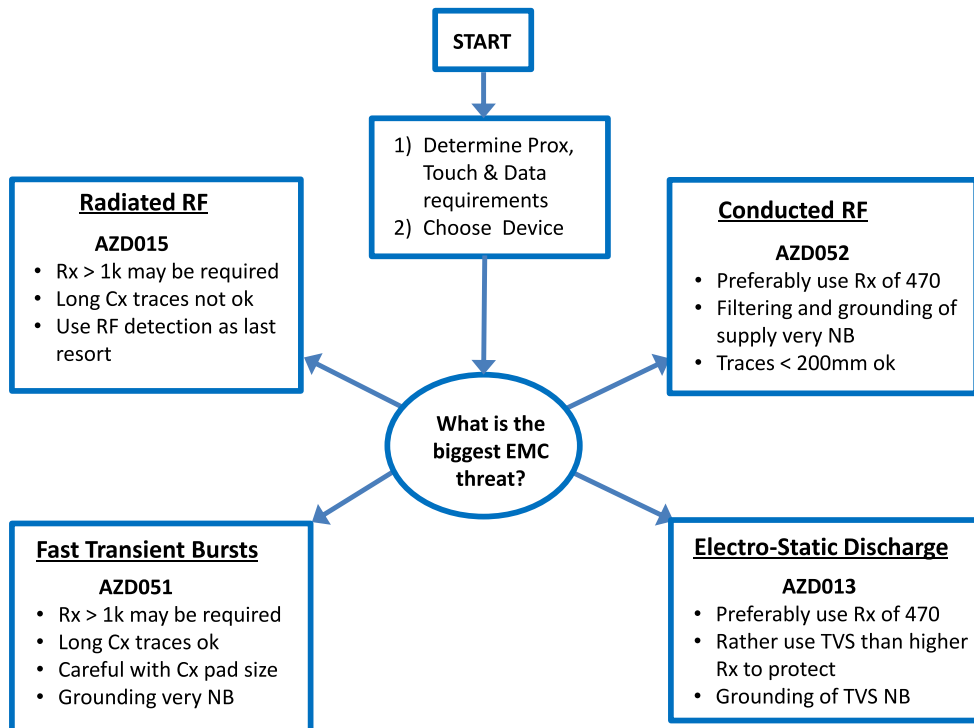 START
1) Determine Prox,
Touch & Data
requirements
2) Choose Device
Radiated RF
AZD015
• Rx > 1k may be required
• Long Cx traces not ok
• Use RF detection as last
resort
Conducted RF
AZD052
• Preferably use Rx of 470
• Filtering and grounding of
supply very NB
• Traces < 200mm ok
What is the
biggest EMC
threat?
Fast Transient Bursts
AZD051
• Rx > 1k may be required
• Long Cx traces ok
• Careful with Cx pad size
• Grounding very NB
Electro-Static Discharge
AZD013
• Preferably use Rx of 470
• Rather use TVS than higher
Rx to protect
• Grounding of TVS NB